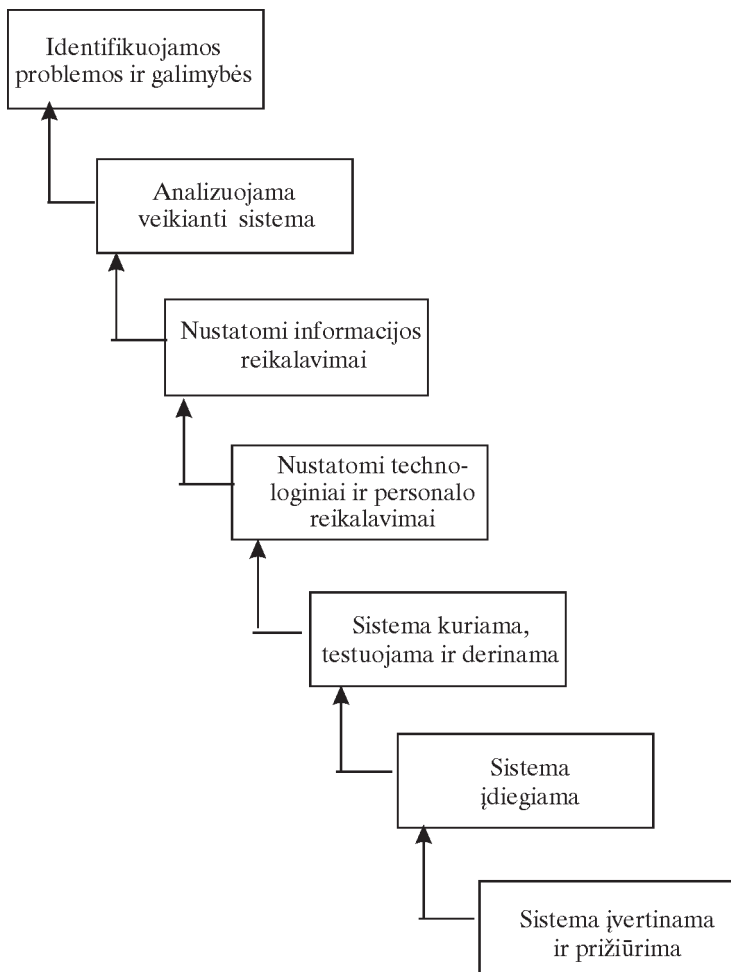 Identifikuojamos
problemos ir galimybės
Analizuojama
veikianti sistema
Nustatomi informacijos
reikalavimai
Nustatomi techno-
loginiai ir personalo
reikalavimai
Sistema kuriama,
testuojama ir derinama
Sistema
įdiegiama
Sistema įvertinama
ir prižiūrima